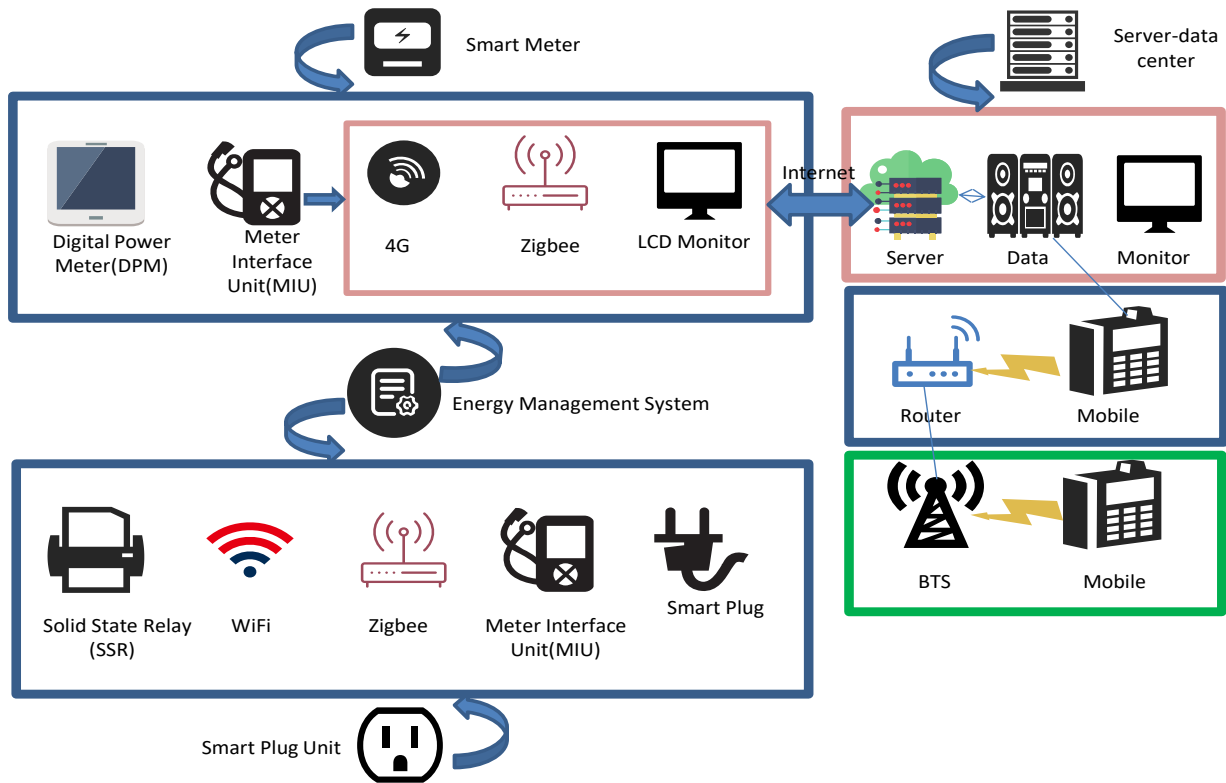 Smart Meter
Server-data
center
Digital Power
Meter(DPM)
Meter
Interface
Unit(MIU)
4G
Zigbee
LCD Monitor
Internet
Server
Data
Monitor
Router
Mobile
Energy Management System
BTS
Mobile
Solid State Relay
(SSR)
WiFi
Zigbee
Meter Interface
Unit(MIU)
Smart Plug
Smart Plug Unit